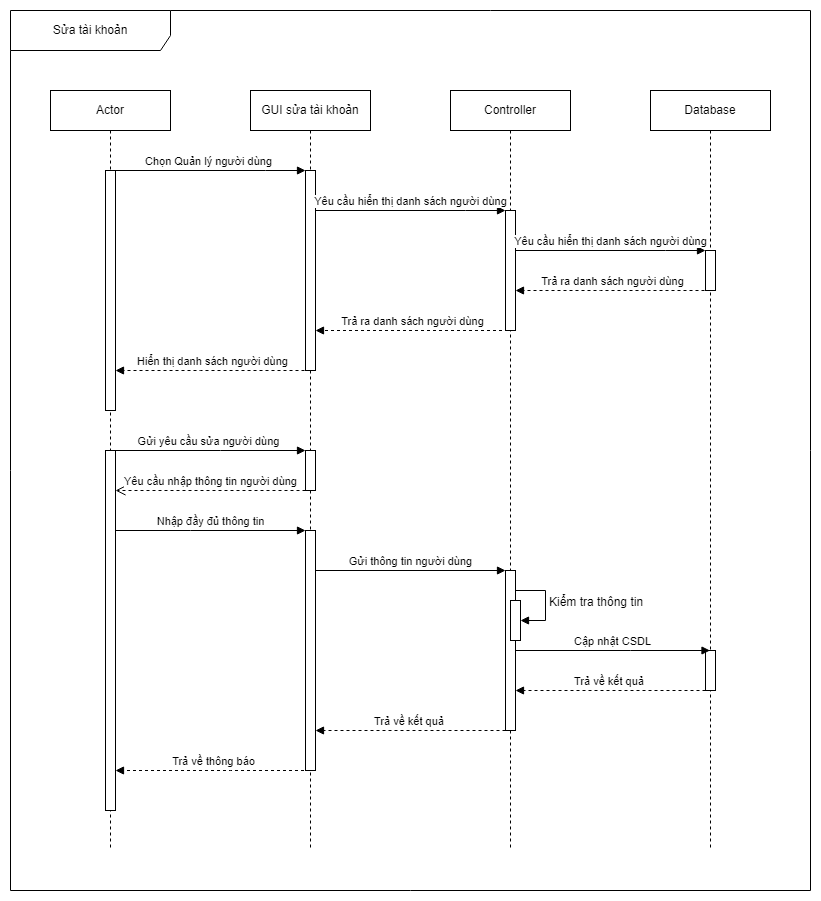 Sửa tài khoản
Actor
GUI sửa tài khoản
Controller
Database
Chọn Quản lý người dùng
Yêu cầu hiển thị danh sách người dùng
Yêu cầu hiển thị danh sách người dùng
Trả ra danh sách người dùng
Trả ra danh sách người dùng
Hiển thị danh sách người dùng
Gửi yêu cầu sửa người dùng
Yêu cầu nhập thông tin người dùng
Nhập đầy đủ thông tin
Gửi thông tin người dùng
Kiểm tra thông tin
Cập nhật CSDL
Trả về kết quả
Trả về kết quả
Trả về thông báo